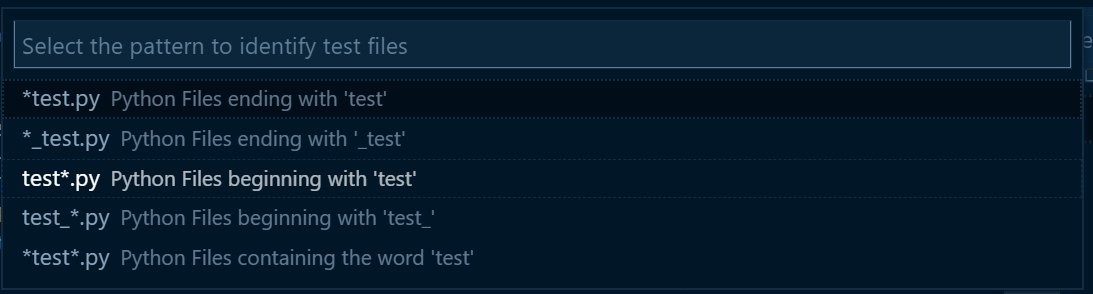 Select the pattern to identify test files
*test.py Python Files ending with 'test'
*_test.py Python Files ending with '_test'
test*.py Python Files beginning with 'test'
test_*.py Python Files beginning with 'test_'
*test*.py Python Files containing the word 'test'